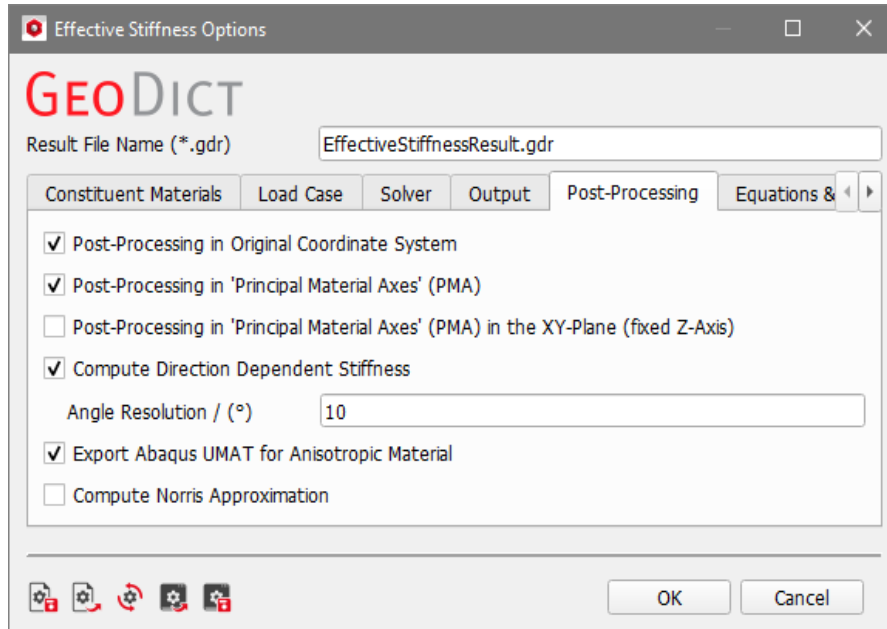 Effective Stiffness Options
GEODICT
Result File Name (*.gdr) EffectiveStiffnessResult.gdr
Constituent Materials Load Case Solver Output Post-Processing Equations &
Post-Processing in Original Coordinate System
Post-Processing in 'Principal Material Axes' (PMA)
Post-Processing in 'Principal Material Axes' (PMA) in the XY-Plane (fixed Z-Axis)
Compute Direction Dependent Stiffness
Angle Resolution / (°) 10
Export Abaqus UMAT for Anisotropic Material
Compute Norris Approximation
OK Cancel